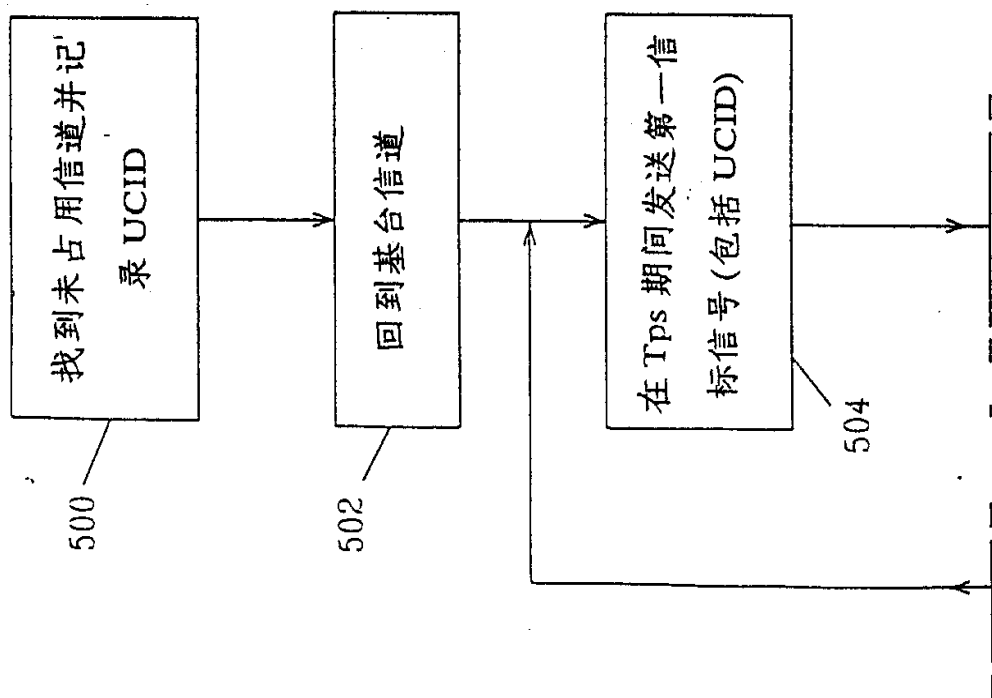 找到未占用信道并记
录 UCID
500
回到基台信道
502
在 Tps 期间发送第一信
标信号(包括 UCID)
504